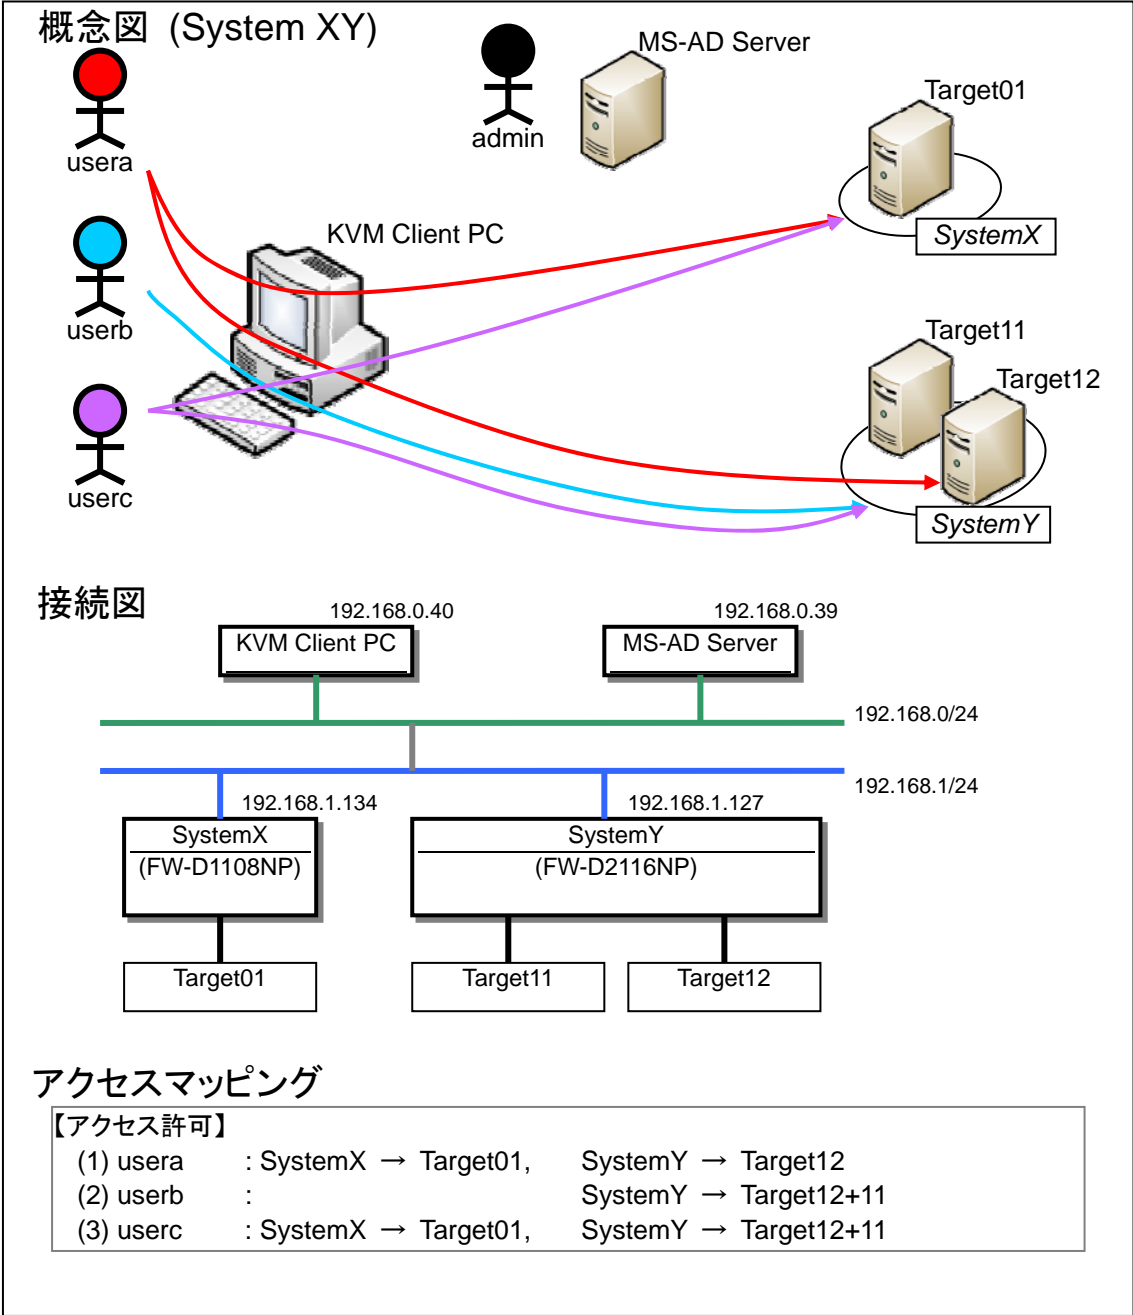 概念図 (System XY)
MS-AD Server
Target01
admin
usera
KVM Client PC
SystemX
userb
Target11
Target12
userc
SystemY
接続図
192.168.0.40
192.168.0.39
KVM Client PC
MS-AD Server
192.168.0/24
192.168.1/24
192.168.1.134
192.168.1.127
SystemX
(FW-D1108NP)
SystemY
(FW-D2116NP)
Target01
Target11
Target12
アクセスマッピング
【アクセス許可】
(1) usera : SystemX → Target01, SystemY → Target12
(2) userb : SystemY → Target12+11
(3) userc : SystemX → Target01, SystemY → Target12+11